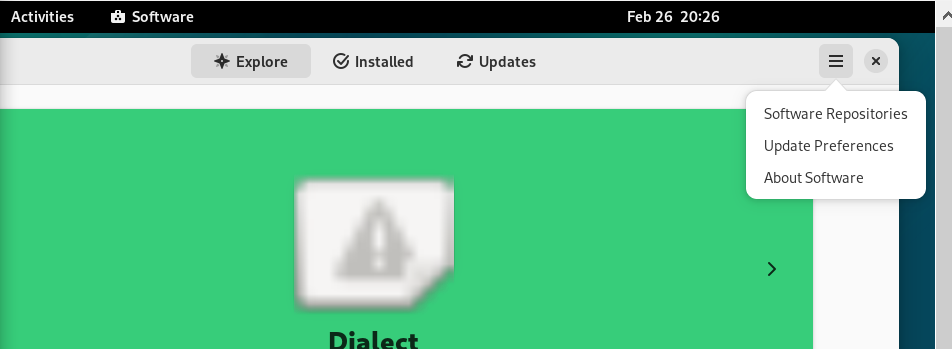 Activities Software Feb 26 20:26
Explore Installed Updates
Software Repositories
Update Preferences
About Software
Dialect